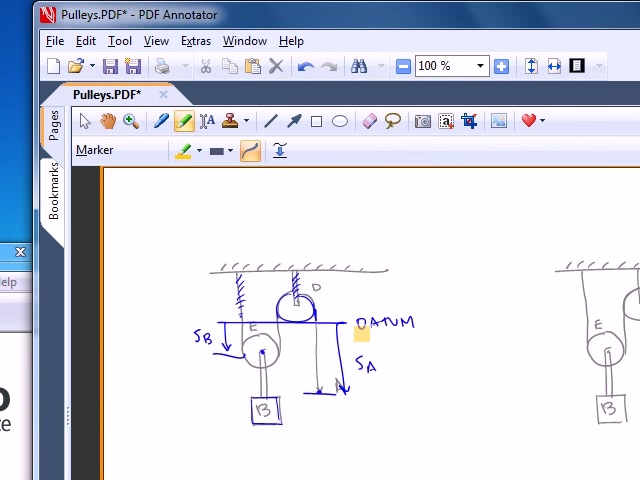 Pulleys.PDF* - PDF Annotator
File Edit Tool View Extras Window Help
100 %
Pulleys.PDF*
Pages
Bookmarks
Marker
elp
o
te
D
DATUM
E
SB
SA
A
B
E
B